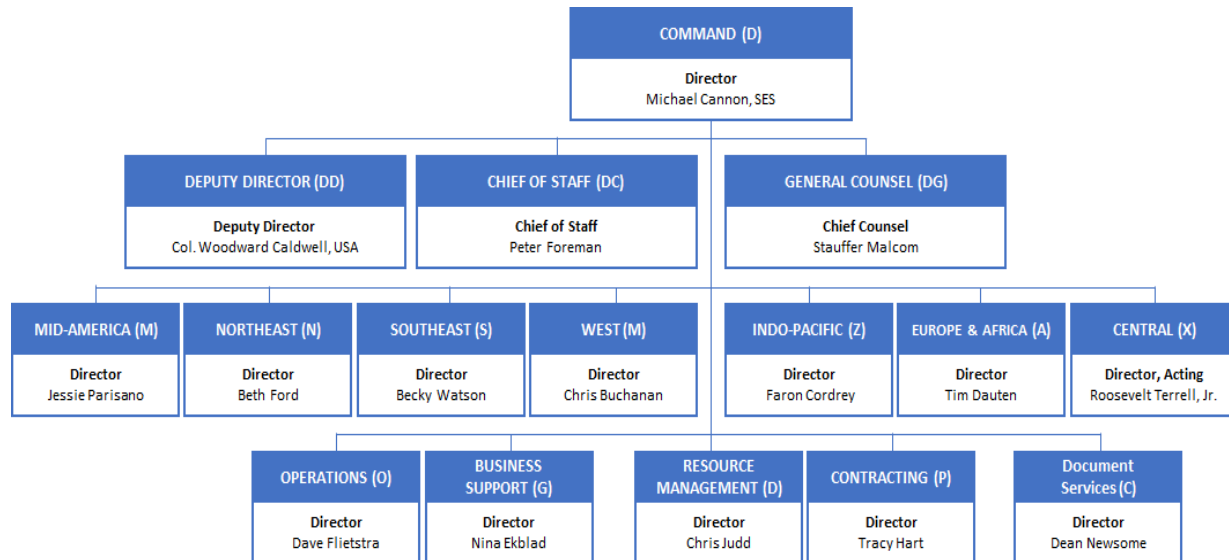 COMMAND (D)
Director
Michael Cannon, SES
DEPUTY DIRECTOR (DD)
Deputy Director
Col. Woodward Caldwell, USA
CHIEF OF STAFF (DC)
Chief of Staff
Peter Foreman
GENERAL COUNSEL (DG)
Chief Counsel
Stauffer Malcom
MID-AMERICA (M)
Director
Jessie Parisano
NORTHEAST (N)
Director
Beth Ford
SOUTHEAST (S)
Director
Becky Watson
WEST (M)
Director
Chris Buchanan
INDO-PACIFIC (Z)
Director
Faron Cordrey
EUROPE & AFRICA (A)
Director
Tim Dauten
CENTRAL (X)
Director, Acting
Roosevelt Terrell, Jr.
OPERATIONS (O)
Director
Dave Flietstra
BUSINESS
SUPPORT (G)
Director
Nina Ekblad
RESOURCE
MANAGEMENT (D)
Director
Chris Judd
CONTRACTING (P)
Director
Tracy Hart
Document
Services (C)
Director
Dean Newsome